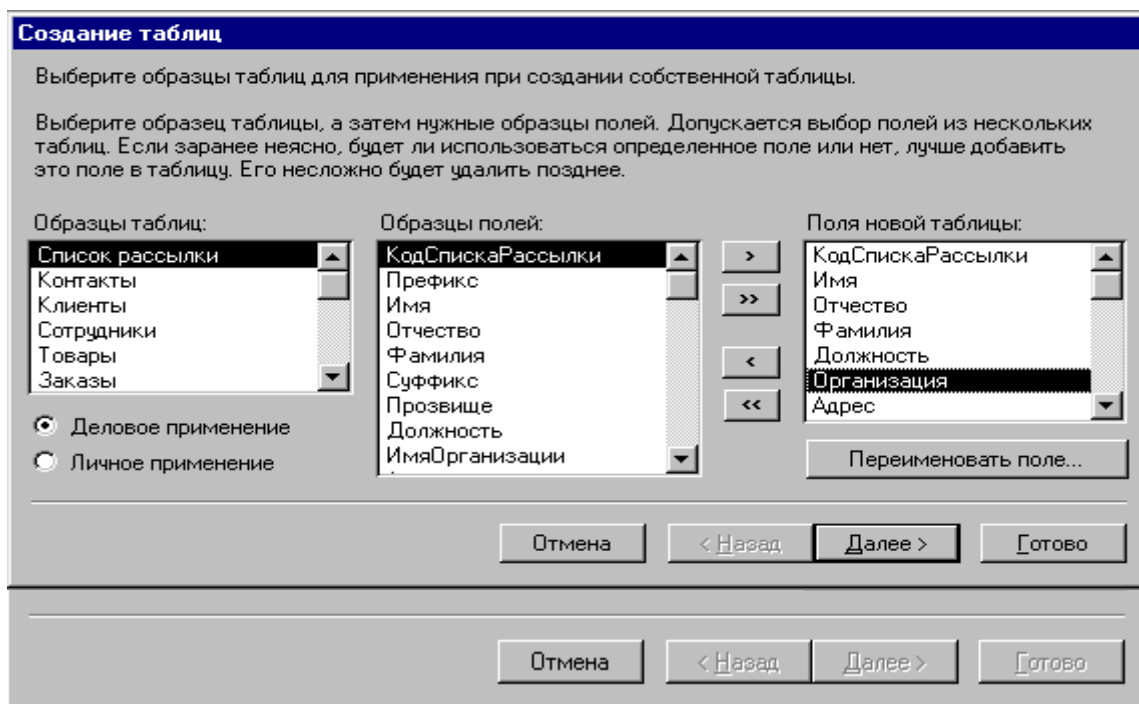 Создание таблиц
Выберите образцы таблиц для применения при создании собственной таблицы.
Выберите образец таблицы, а затем нужные образцы полей. Допускается выбор полей из нескольких
таблиц. Если заранее неясно, будет ли использоваться определенное поле или нет, лучше добавить
это поле в таблицу. Его несложно будет удалить позднее.
Образцы таблиц:
Список рассылки
Контакты
Клиенты
Сотрудники
Товары
Заказы
Деловое применение
Личное применение
Образцы полей:
КодСпискаРассылки
Префикс
Имя
Отчество
Фамилия
Суффикс
Прозвище
Должность
ИмяОрганизации
>
>>
<
<<
Поля новой таблицы:
КодСпискаРассылки
Имя
Отчество
Фамилия
Должность
Организация
Адрес
Переименовать поле...
Отмена
< Назад
Далее >
Готово
Отмена
< Назад
Далее >
Готово